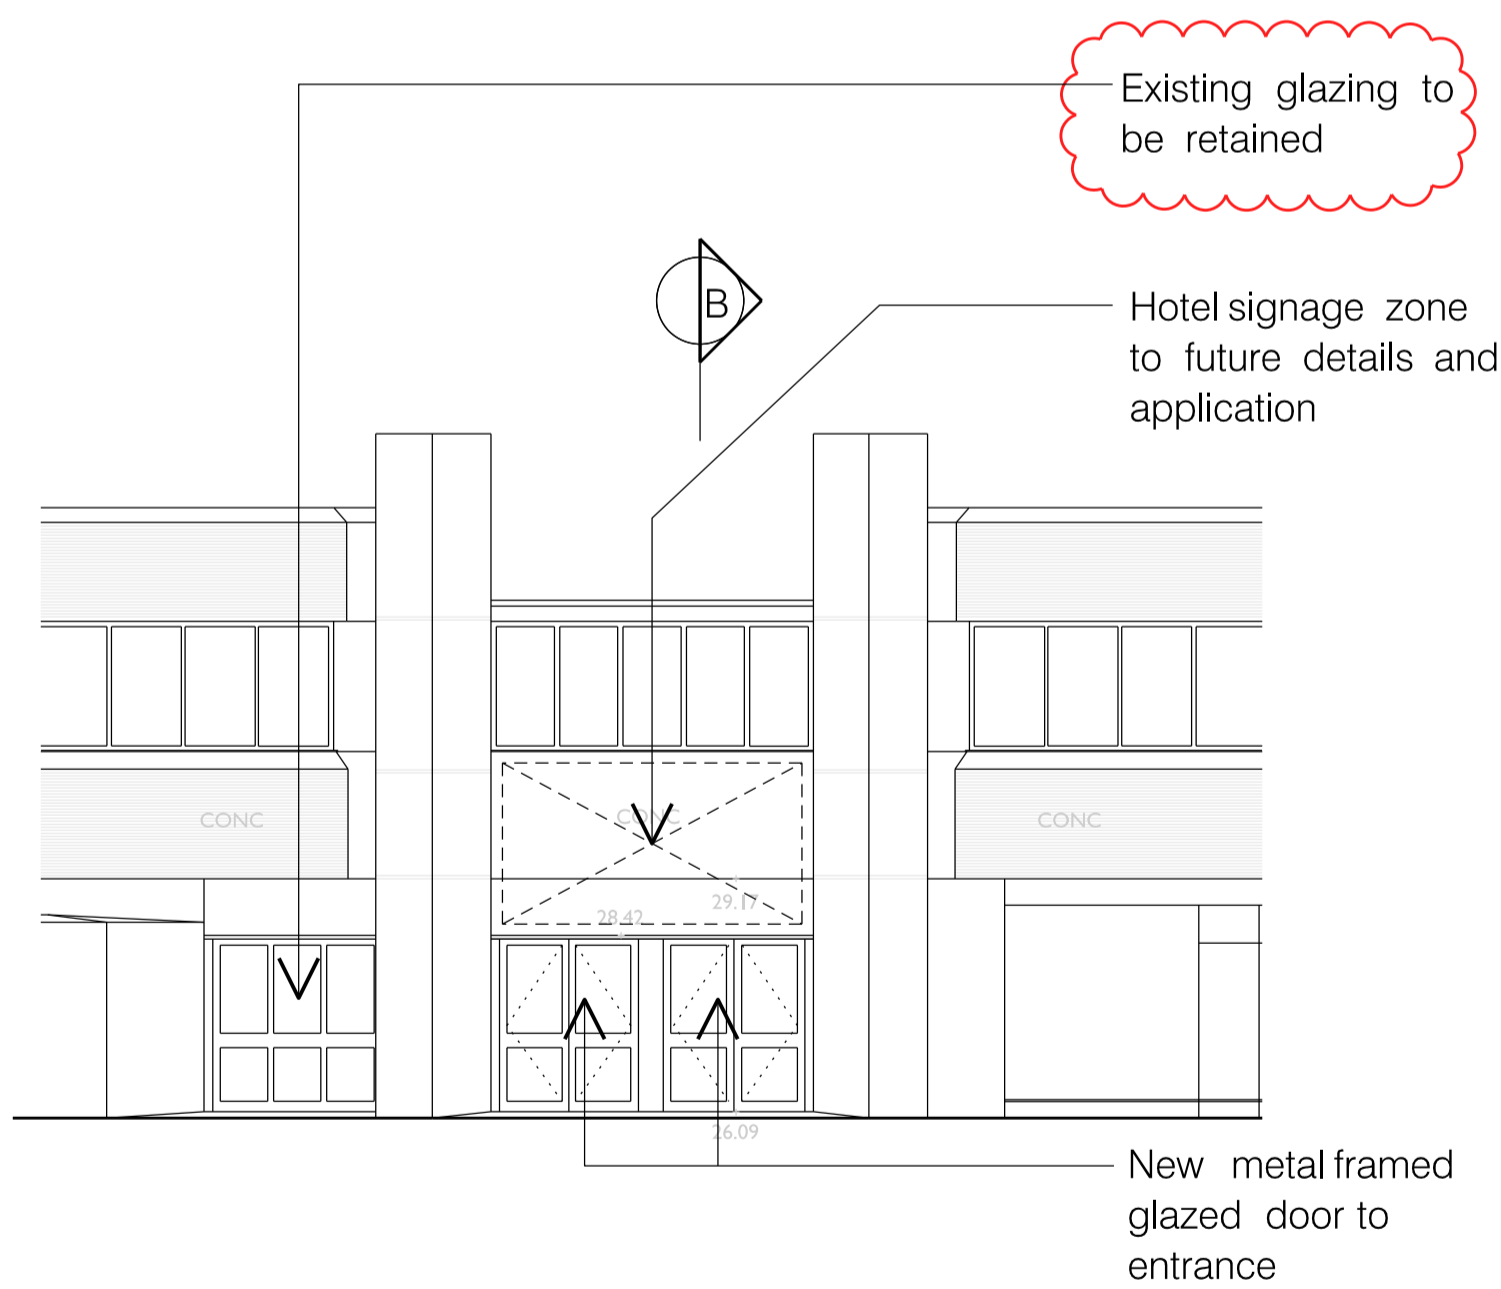 Existing glazing to
be retained
B
Hotel signage zone
to future details and
application
CONC
CONC
CONC
29.17
28.42
26.09
New metal framed
glazed door to
entrance